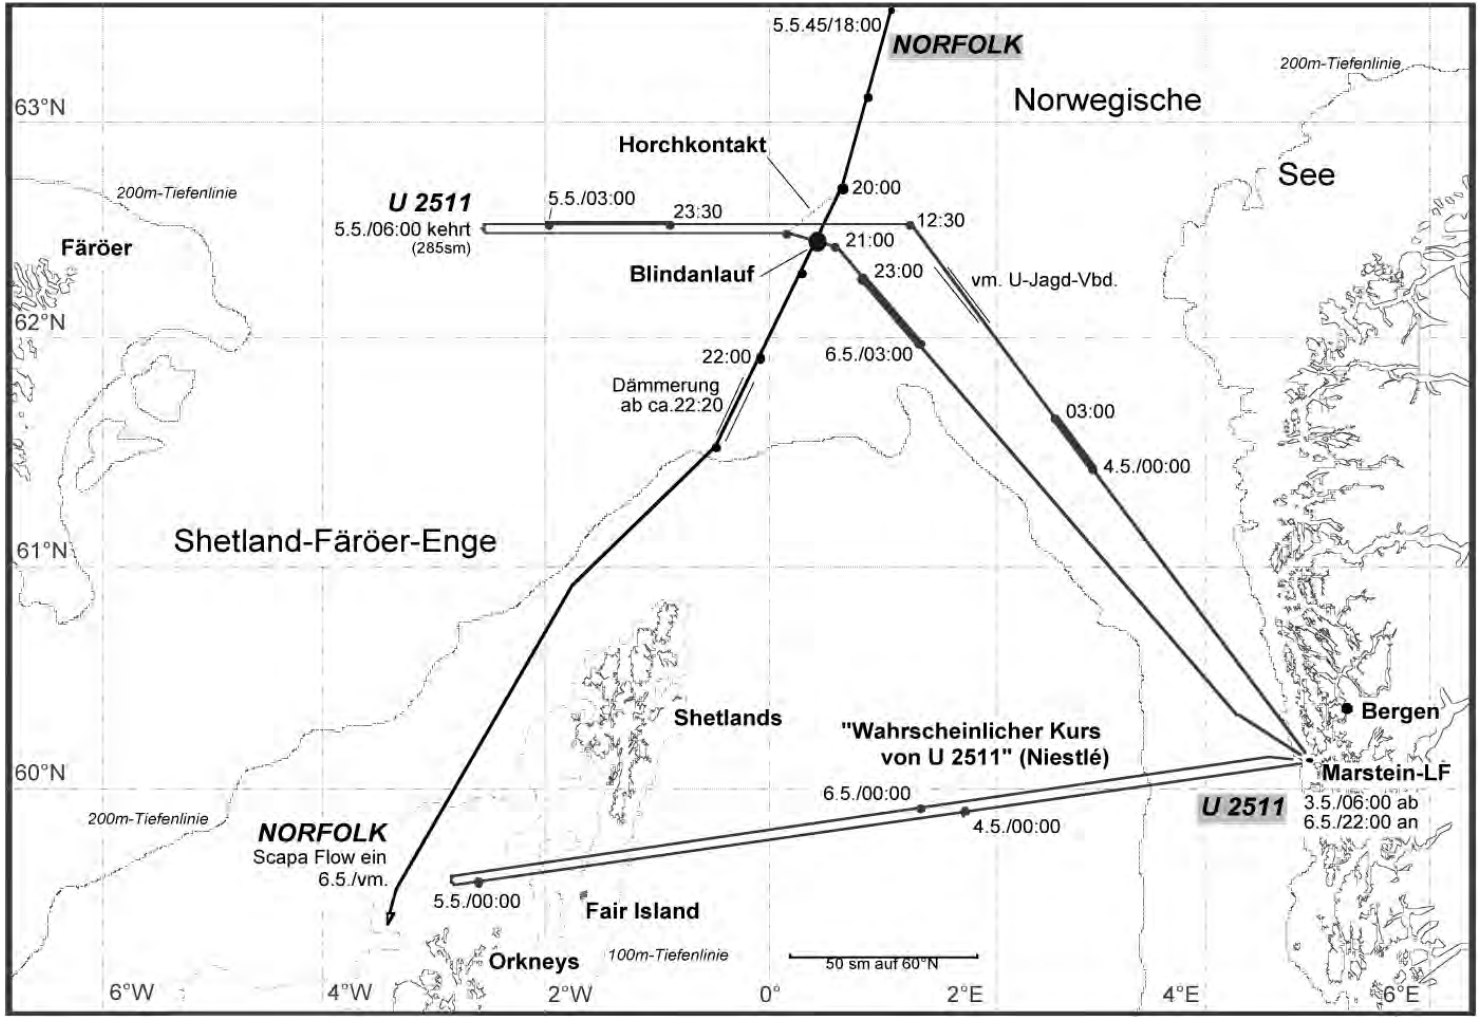 5.5.45/18:00
NORFOLK
200m-Tiefenlinie
63°N
Norwegische
See
Horchkontakt
20:00
200m-Tiefenlinie
U 2511
5.5./06:00 kehrt
(285sm)
5.5./03:00
23:30
12:30
21:00
Färöer
Blindanlauf
23:00
vm. U-Jagd-Vbd.
62°N
22:00
6.5./03:00
Dämmerung
ab ca.22:20
03:00
4.5./00:00
61°N
Shetland-Färöer-Enge
Shetlands
"Wahrscheinlicher Kurs
von U 2511" (Niestlé)
Bergen
60°N
Marstein-LF
U 2511
3.5./06:00 ab
6.5./22:00 an
6.5/00:00
4.5./00:00
200m-Tiefenlinie
NORFOLK
Scapa Flow ein
6.5./vm.
5.5./00:00
Fair Island
Orkneys
100m-Tiefenlinie
50 sm auf 60°N
6°W
4°W
2°W
0°
2°E
4°E
6°E